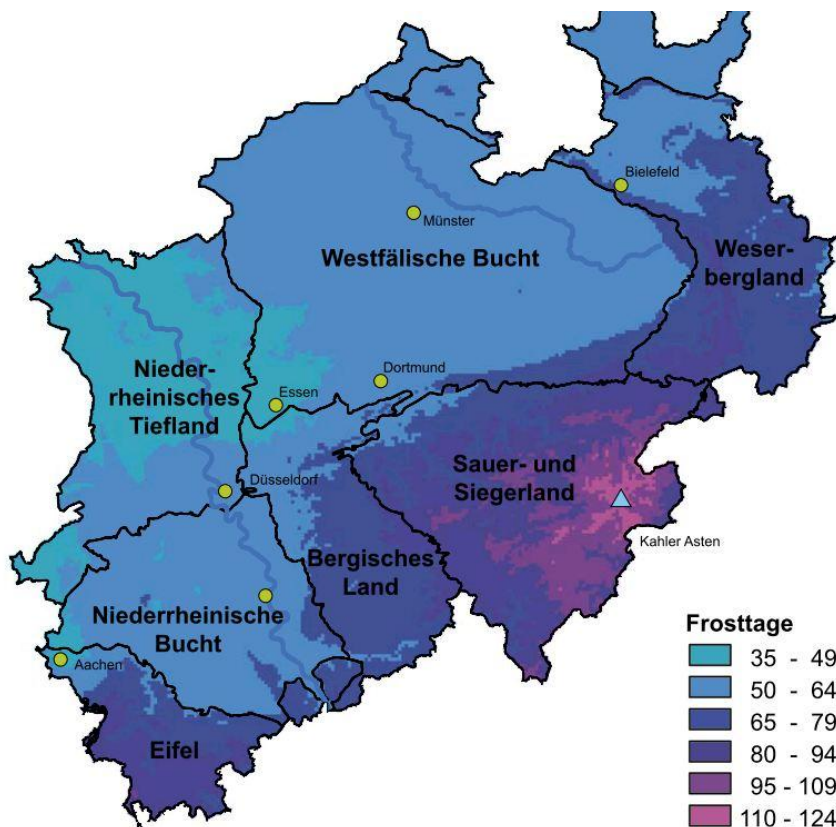 Bielefeld
Münster
Westfälische Bucht
Weser-
bergland
Nieder-
rheinisches
Tiefland
Dortmund
Essen
Sauer- und
Siegerland
Düsseldorf
Kahler Asten
Bergisches
Land
Niederrheinische
Bucht
Aachen
Eifel
Frosttage
35 - 49
50 - 64
65 - 79
80 - 94
95 - 109
110 - 124